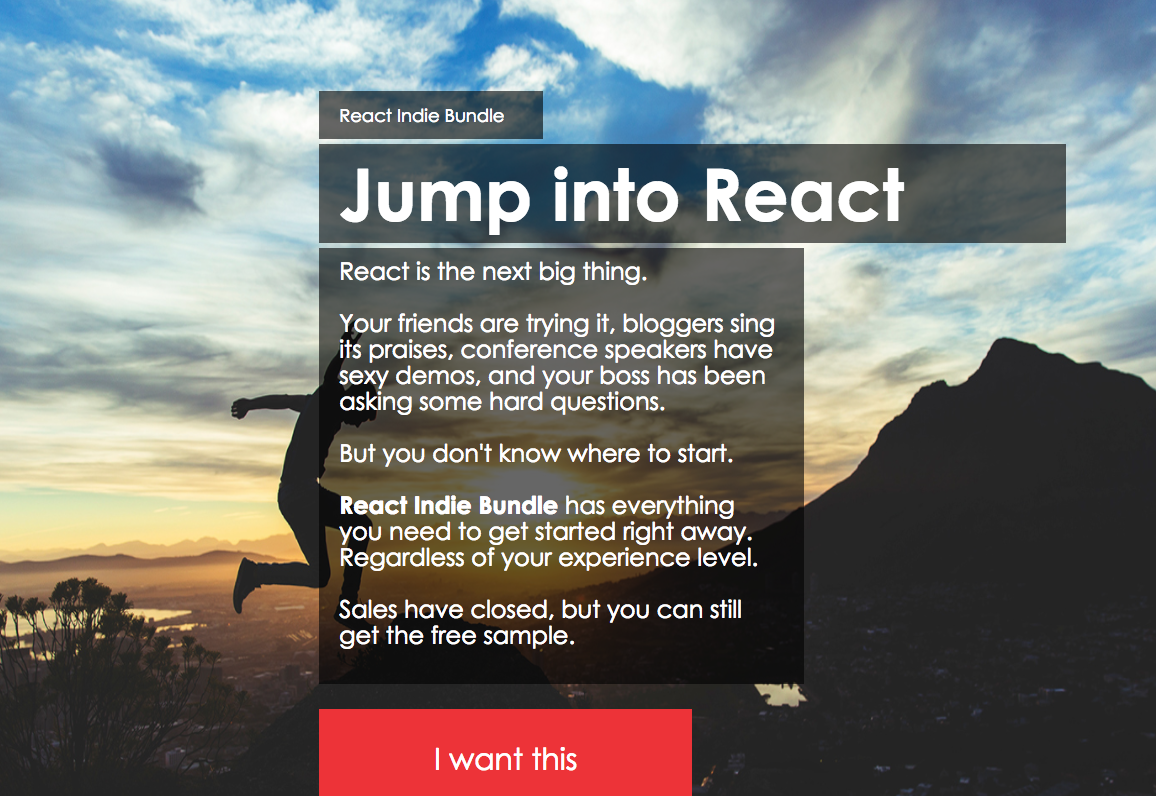 React Indie Bundle
Jump into React
React is the next big thing.
Your friends are trying it, bloggers sing
its praises, conference speakers have
sexy demos, and your boss has been
asking some hard questions.
But you don't know where to start.
React Indie Bundle has everything
you need to get started right away.
Regardless of your experience level.
Sales have closed, but you can still
get the free sample.
I want this